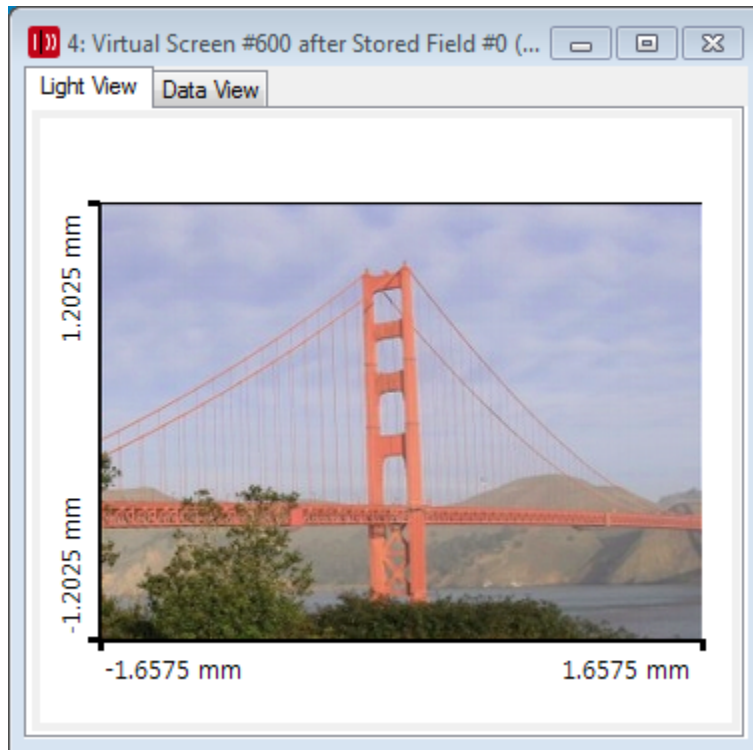 4: Virtual Screen #600 after Stored Field #0 (...
Light View
Data View
1.2025 mm
-1.2025 mm
-1.6575 mm
1.6575 mm